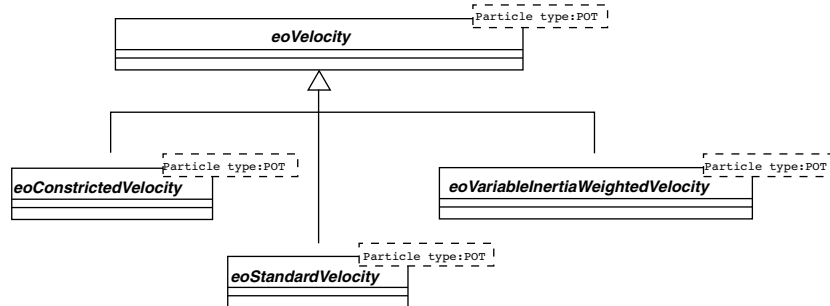 Particle type:POT
eoVelocity
Particle type:POT
eoConstrictedVelocity
Particle type:POT
eoVariableInertiaWeightedVelocity
Particle type:POT
eoStandardVelocity